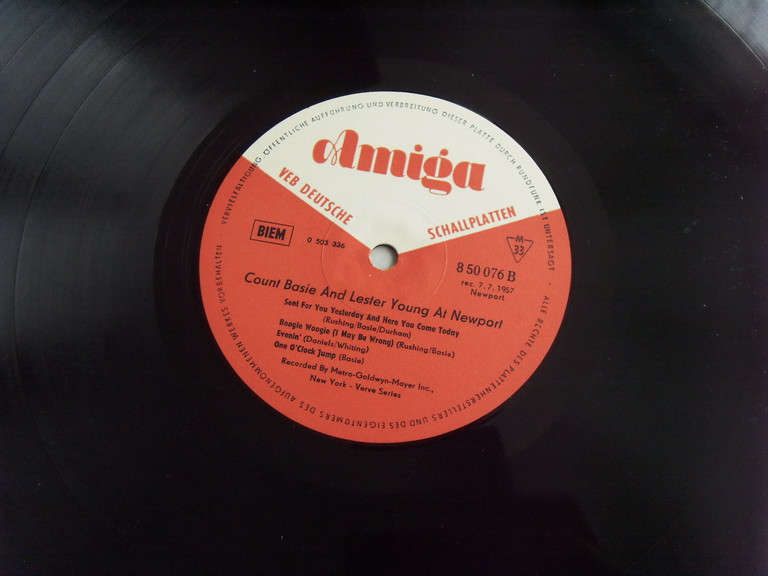 VERVIELFÄLTIGUNG, ÖFFENTLICHE AUFFÜHRUNG UND VERBREITUNG DIESER PLATTE DURCH RUNDFUNK IST UNTERSAGT · ALLE RECHTE DES PLATTENHERSTELLERS UND DES EIGENTÜMERS DES AUFGENOMMENEN WERKES VORBEHALTEN ·
Amiga
VEB DEUTSCHE SCHALLPLATTEN
BIEM
0 503 336
M
33
8 50 076 B
rec. 7. 7. 1957
Newport
Count Basie And Lester Young At Newport
Sent For You Yesterday And Here You Come Today
(Rushing/Basie/Durham)
Boogie Woogie (I May Be Wrong) (Rushing/Basie)
Evenin' (Daniels/Whiting)
One O'Clock Jump (Basie)
Recorded By Metro-Goldwyn-Mayer Inc.,
New York - Verve Series